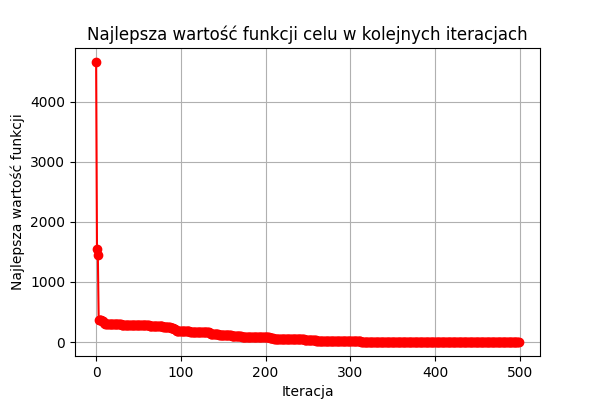 Najlepsza wartość funkcji celu w kolejnych iteracjach
Najlepsza wartość funkcji
4000
3000
2000
1000
0
0 100 200 300 400 500
Iteracja